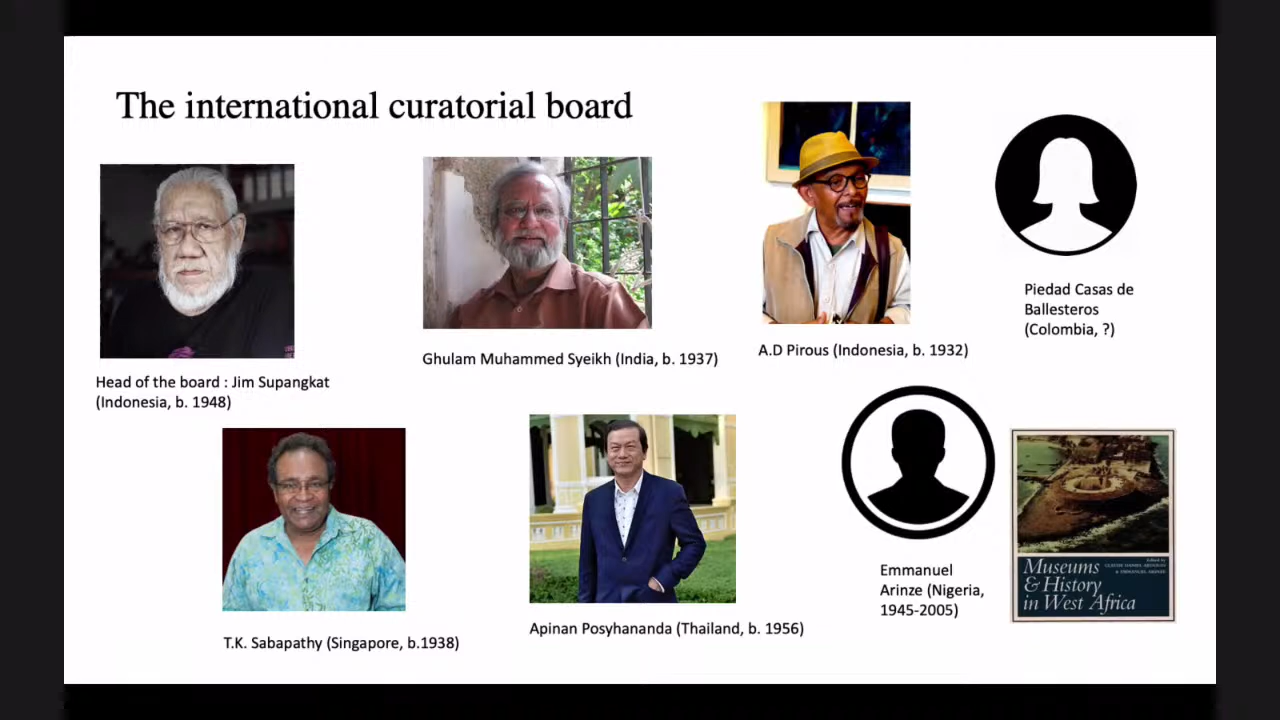 The international curatorial board
Head of the board : Jim Supangkat
(Indonesia, b. 1948)
Ghulam Muhammed Syeikh (India, b. 1937)
A.D Pirous (Indonesia, b. 1932)
Piedad Casas de
Ballesteros
(Colombia, ?)
T.K. Sabapathy (Singapore, b.1938)
Apinan Posyhananda (Thailand, b. 1956)
Emmanuel
Arinze (Nigeria,
1945-2005)
Edited by
Museums
& History
in West Africa